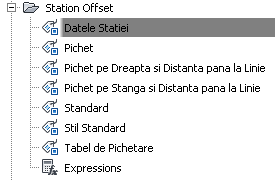 Station Offset
Datele Statiei
Pichet
Pichet pe Dreapta si Distanta pana la Linie
Pichet pe Stanga si Distanta pana la Linie
Standard
Stil Standard
Tabel de Pichetare
Expressions